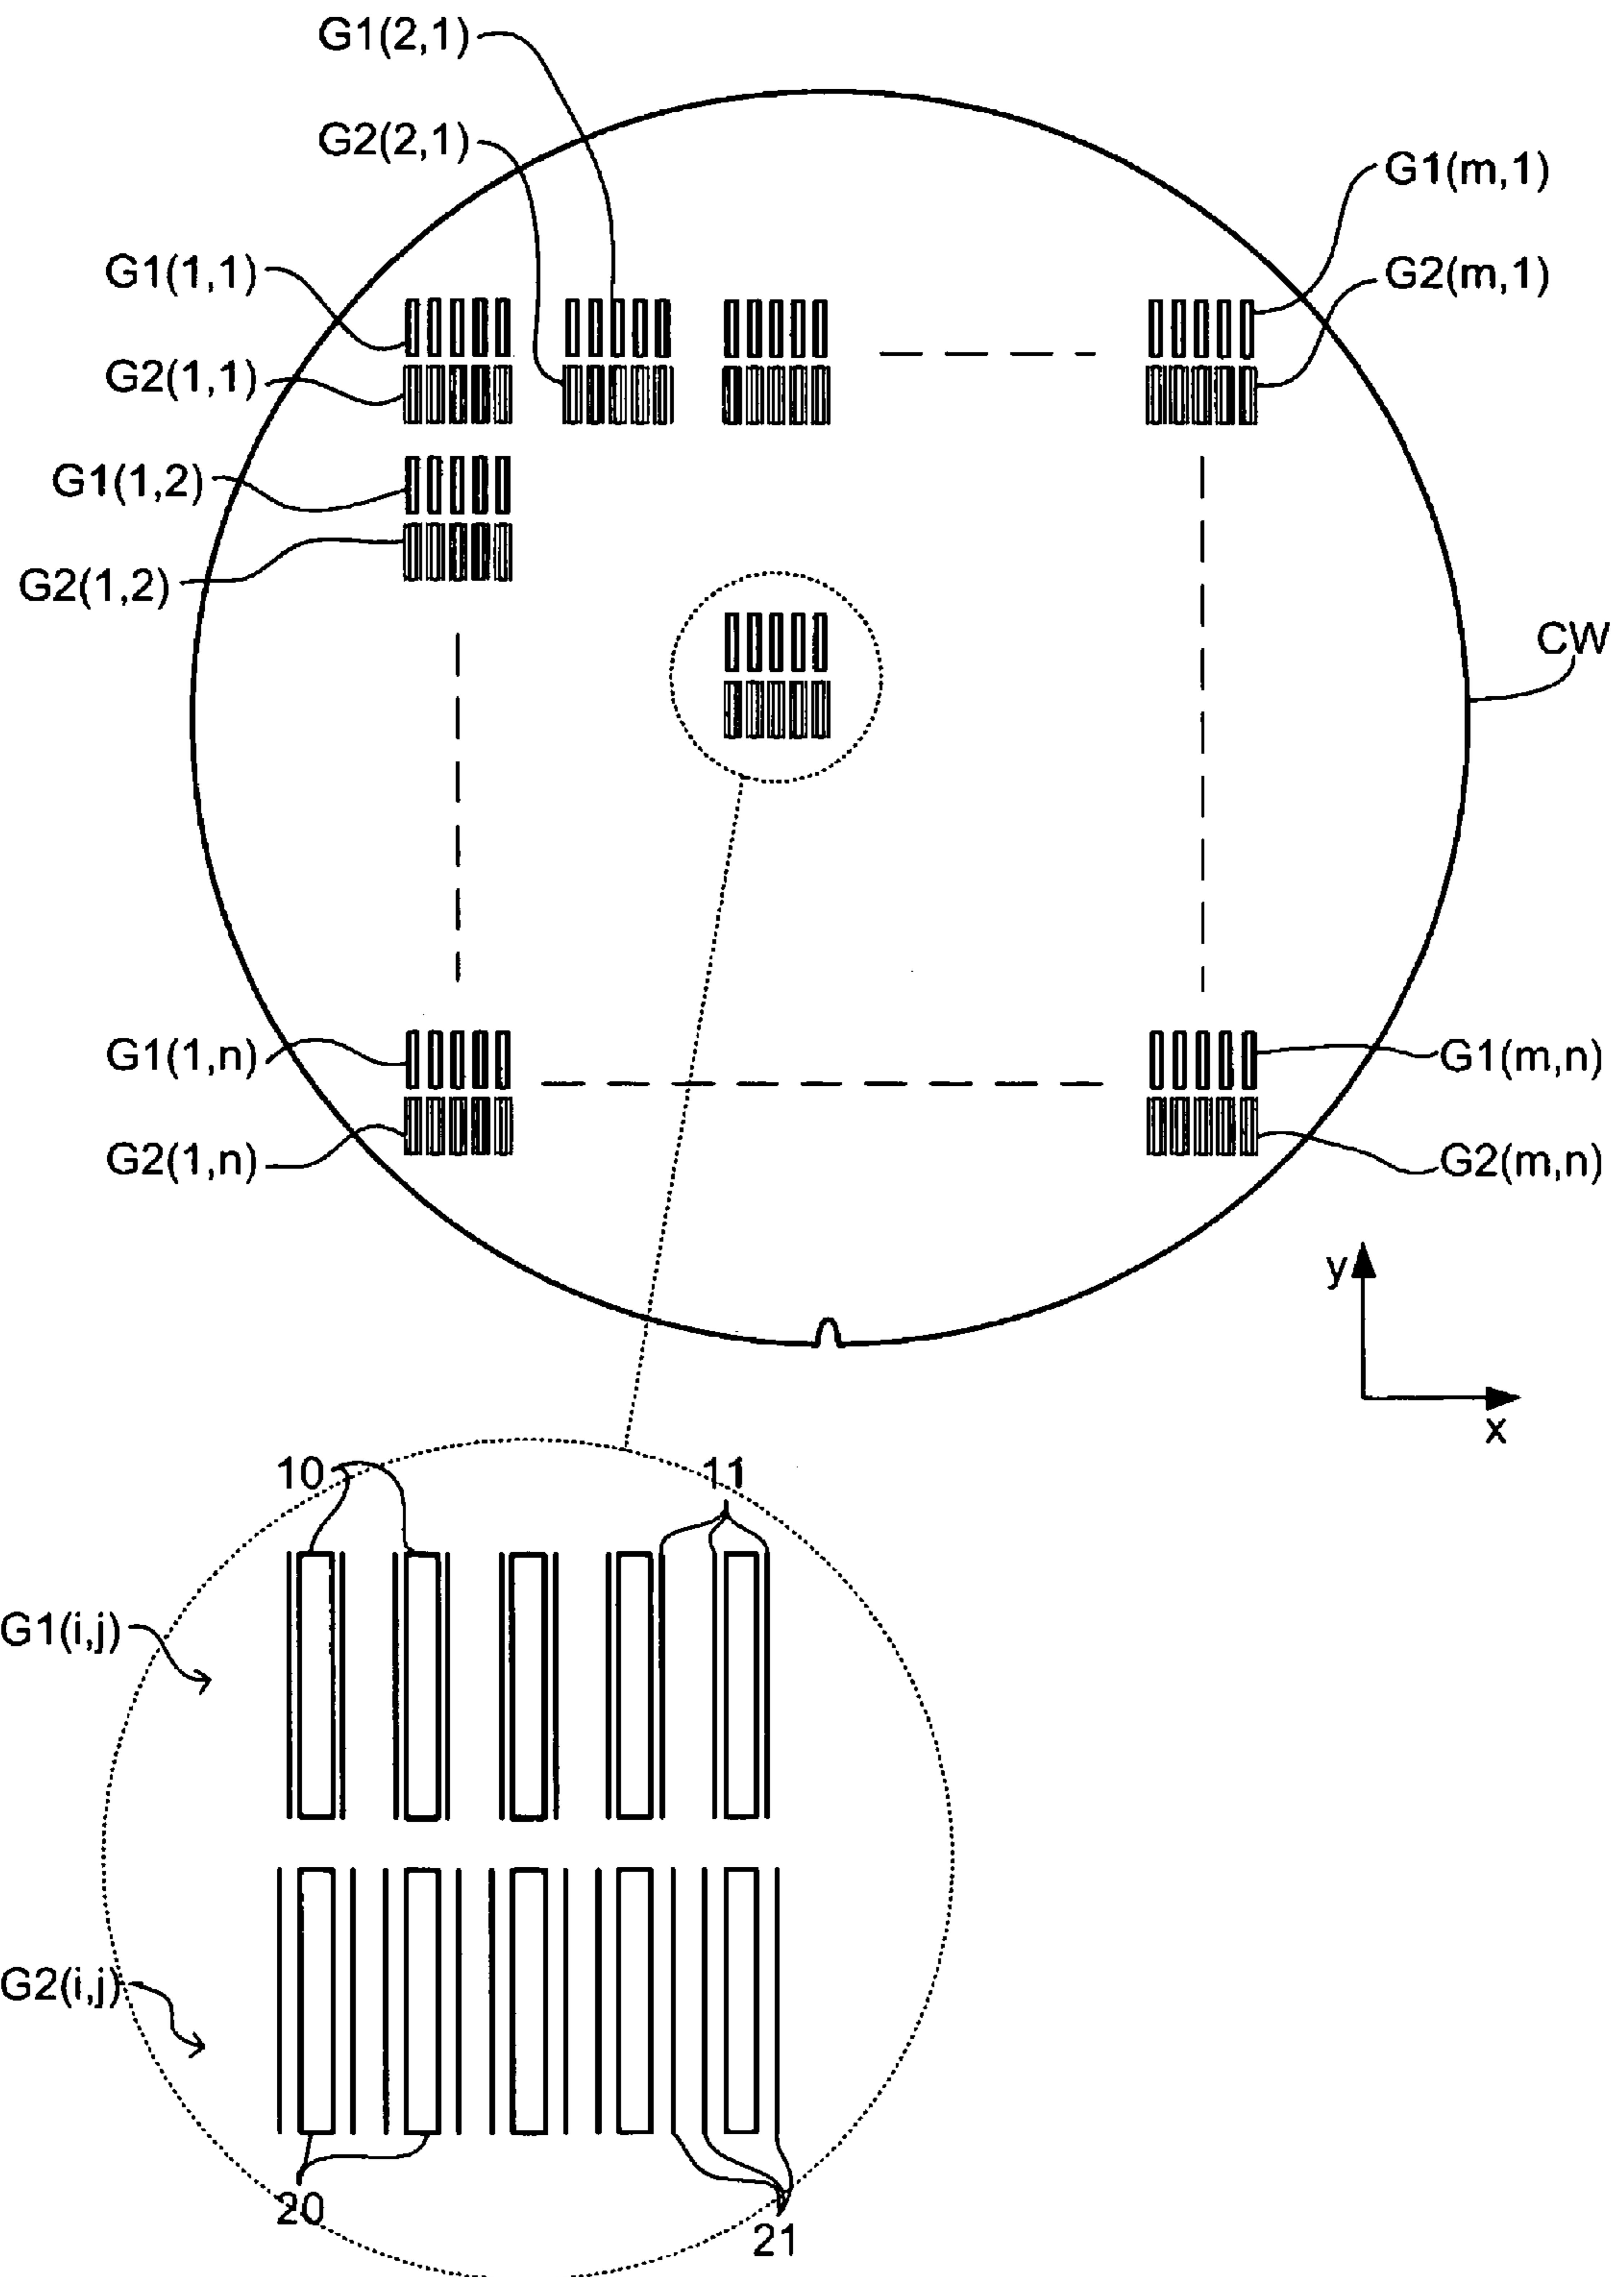 G1(2,1)
G2(2,1)
G1(m,1)
G1(1,1)
G2(m,1)
G2(1,1)
G1(1,2)
G2(1,2)
CW
G1(1,n)
G1(m,n)
G2(1,n)
G2(m,n)
y
x
10
11
G1(i,j)
G2(i,j)
20
21